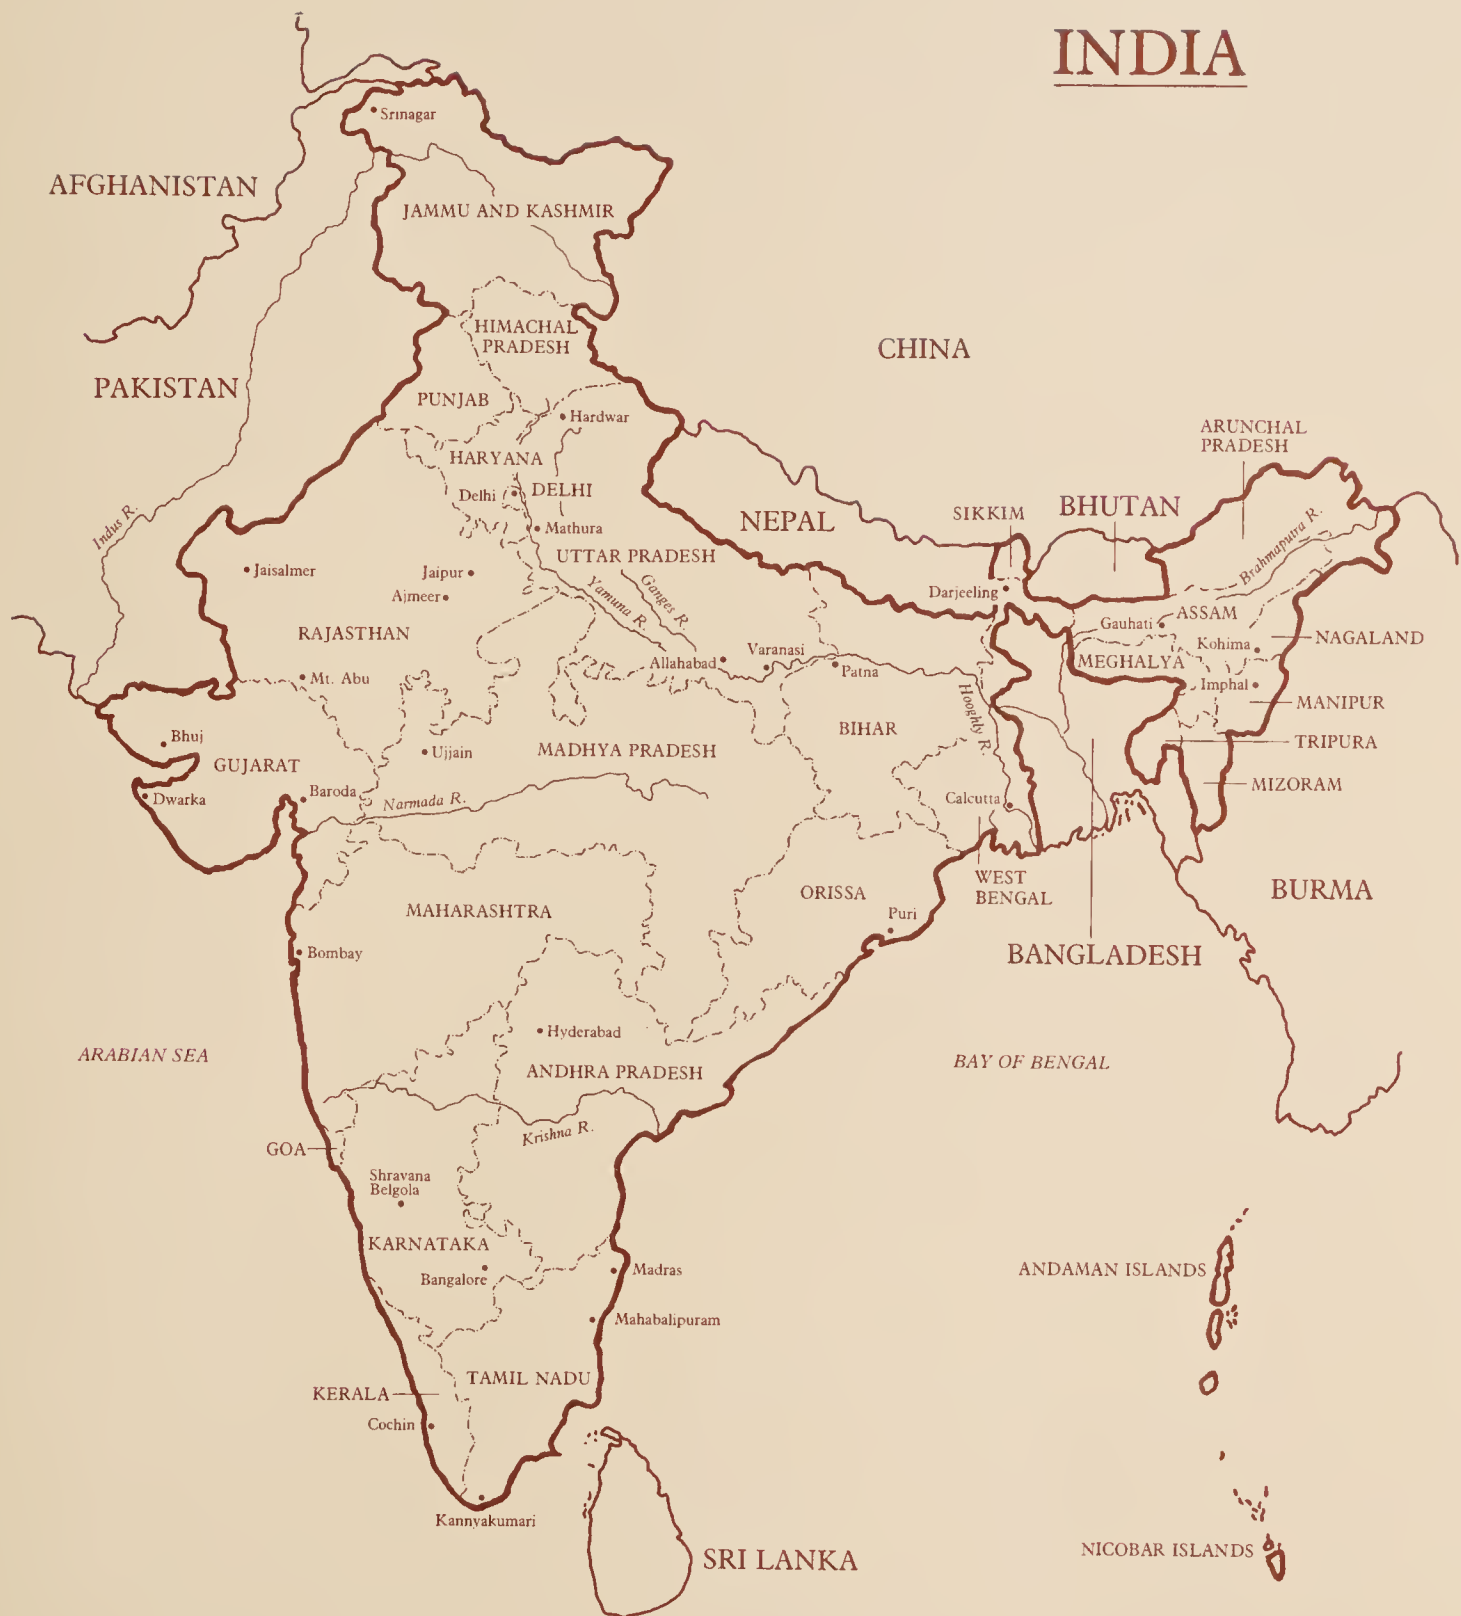 INDIA
Srinagar
AFGHANISTAN
JAMMU AND KASHMIR
HIMACHAL
PRADESH
CHINA
PAKISTAN
PUNJAB
Hardwar
ARUNCHAL
PRADESH
HARYANA
Delhi
DELHI
NEPAL
SIKKIM
BHUTAN
Indus R.
Mathura
Brahmaputra R.
UTTAR PRADESH
Jaisalmer
Jaipur
Ajmeer
Yamuna R.
Ganges R.
Darjeeling
ASSAM
Gauhati
RAJASTHAN
Kohima
NAGALAND
Allahabad
Varanasi
Patna
MEGHALYA
Mt. Abu
Imphal
MANIPUR
Hooghly R.
Bhuj
BIHAR
TRIPURA
Ujjain
MADHYA PRADESH
GUJARAT
MIZORAM
Dwarka
Baroda
Narmada R.
Calcutta
WEST
BENGAL
BURMA
ORISSA
MAHARASHTRA
Puri
Bombay
BANGLADESH
Hyderabad
ARABIAN SEA
BAY OF BENGAL
ANDHRA PRADESH
Krishna R.
GOA
Shravana
Belgola
KARNATAKA
Bangalore
Madras
ANDAMAN ISLANDS
Mahabalipuram
TAMIL NADU
KERALA
Cochin
Kannyakumari
SRI LANKA
NICOBAR ISLANDS